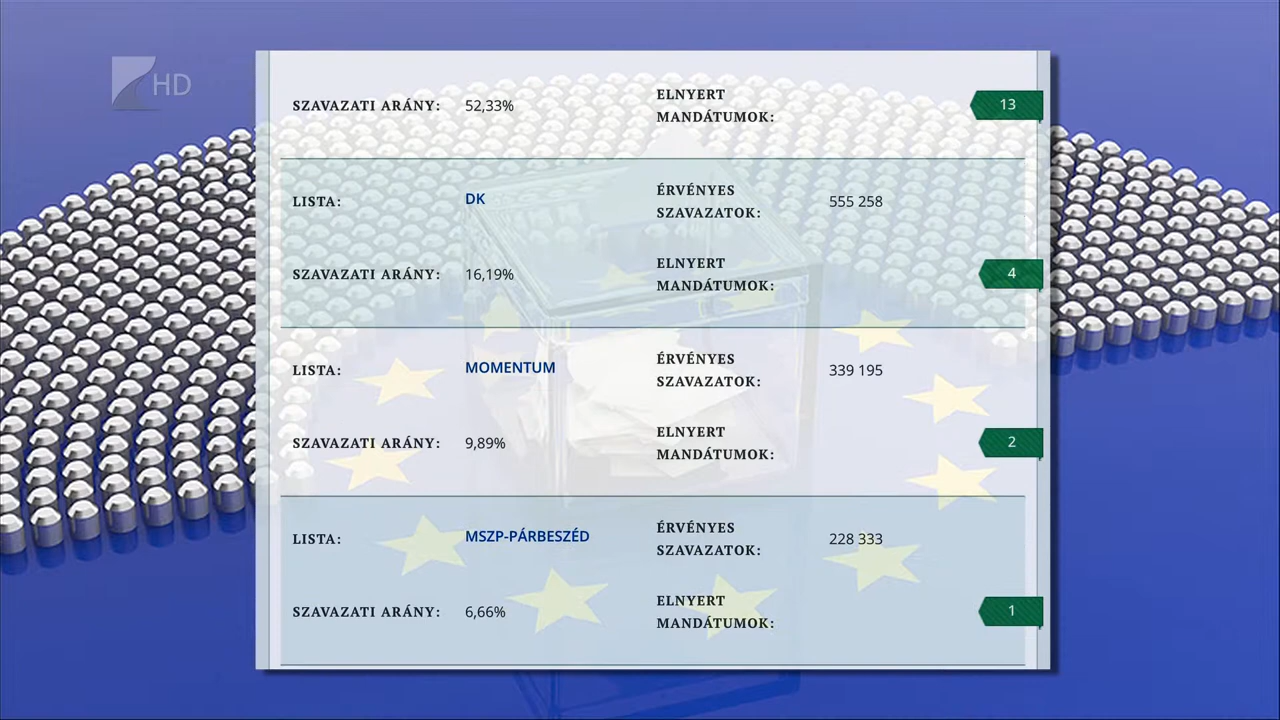 HD
SZAVAZATI ARÁNY: 52,33% ELNYERT MANDÁTUMOK: 13
LISTA: DK ÉRVÉNYES SZAVAZATOK: 555 258
SZAVAZATI ARÁNY: 16,19% ELNYERT MANDÁTUMOK: 4
LISTA: MOMENTUM ÉRVÉNYES SZAVAZATOK: 339 195
SZAVAZATI ARÁNY: 9,89% ELNYERT MANDÁTUMOK: 2
LISTA: MSZP-PÁRBESZÉD ÉRVÉNYES SZAVAZATOK: 228 333
SZAVAZATI ARÁNY: 6,66% ELNYERT MANDÁTUMOK: 1